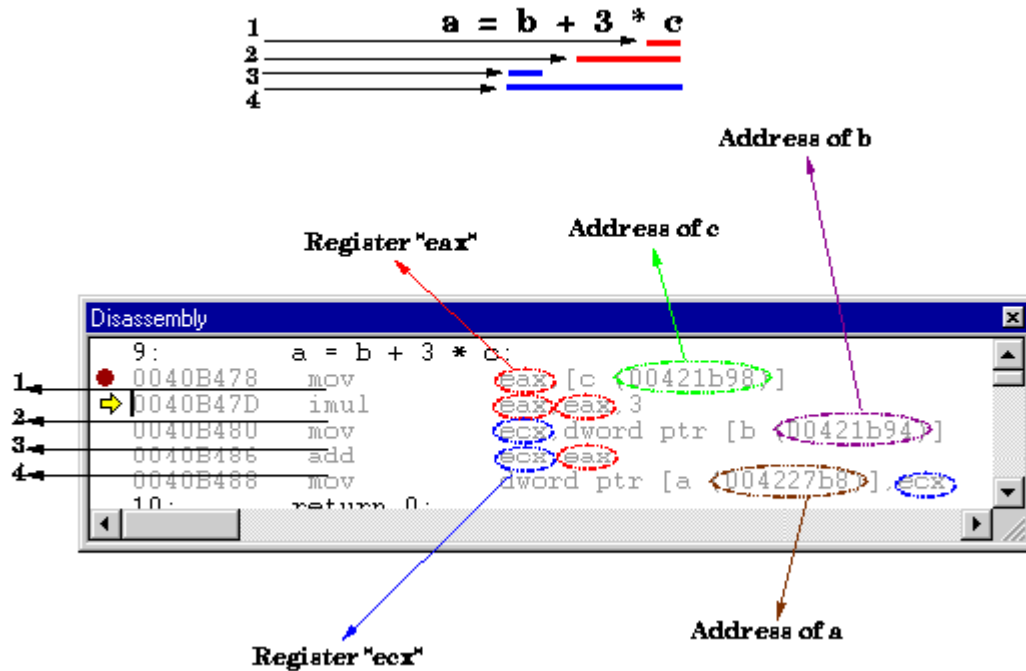 a = b + 3 * c
1
2
3
4
Address of b
Address of c
Register "eax"
Disassembly
9: a = b + 3 * c;
1
0040B478 mov eax,[c (00421b98)]
0040B47D imul eax,eax,3
2
0040B480 mov ecx,dword ptr [b (00421b94)]
3
0040B486 add ecx,eax
4
0040B488 mov dword ptr [a (004227b8)],ecx
10: return 0;
Address of a
Register "ecx"